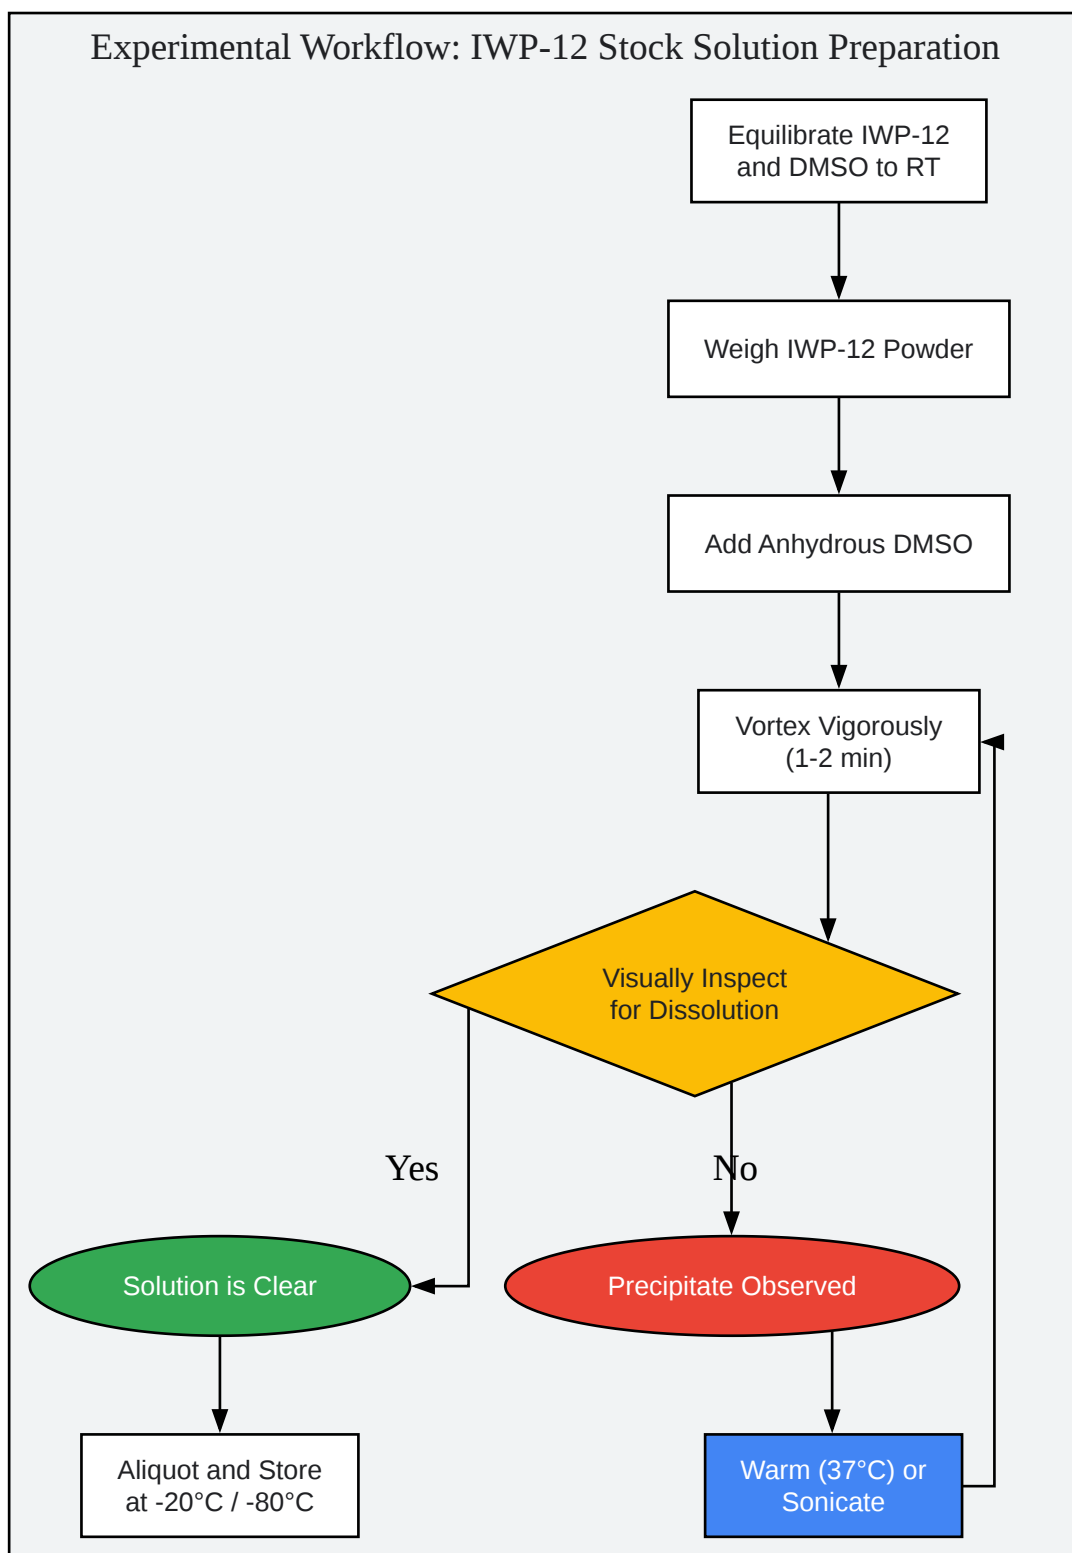 Experimental Workflow: IWP-12 Stock Solution Preparation
Equilibrate IWP-12
and DMSO to RT
Weigh IWP-12 Powder
Add Anhydrous DMSO
Vortex Vigorously
(1-2 min)
Visually Inspect
for Dissolution
Yes
No
Solution is Clear
Precipitate Observed
Aliquot and Store
at -20°C / -80°C
Warm (37°C) or
Sonicate